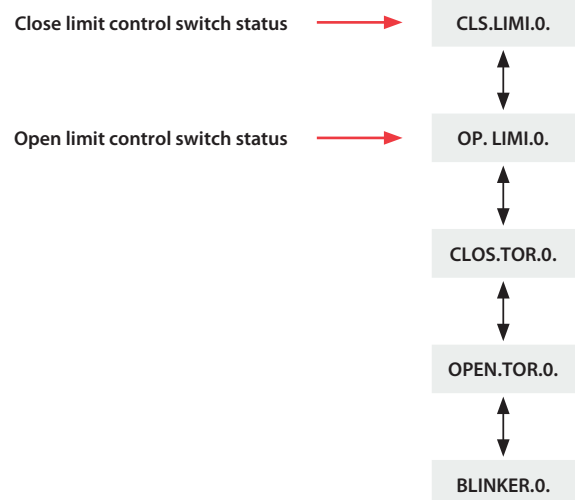 Close limit control switch status
CLS.LIMI.0.
Open limit control switch status
OP. LIMI.0.
CLOS.TOR.0.
OPEN.TOR.0.
BLINKER.0.